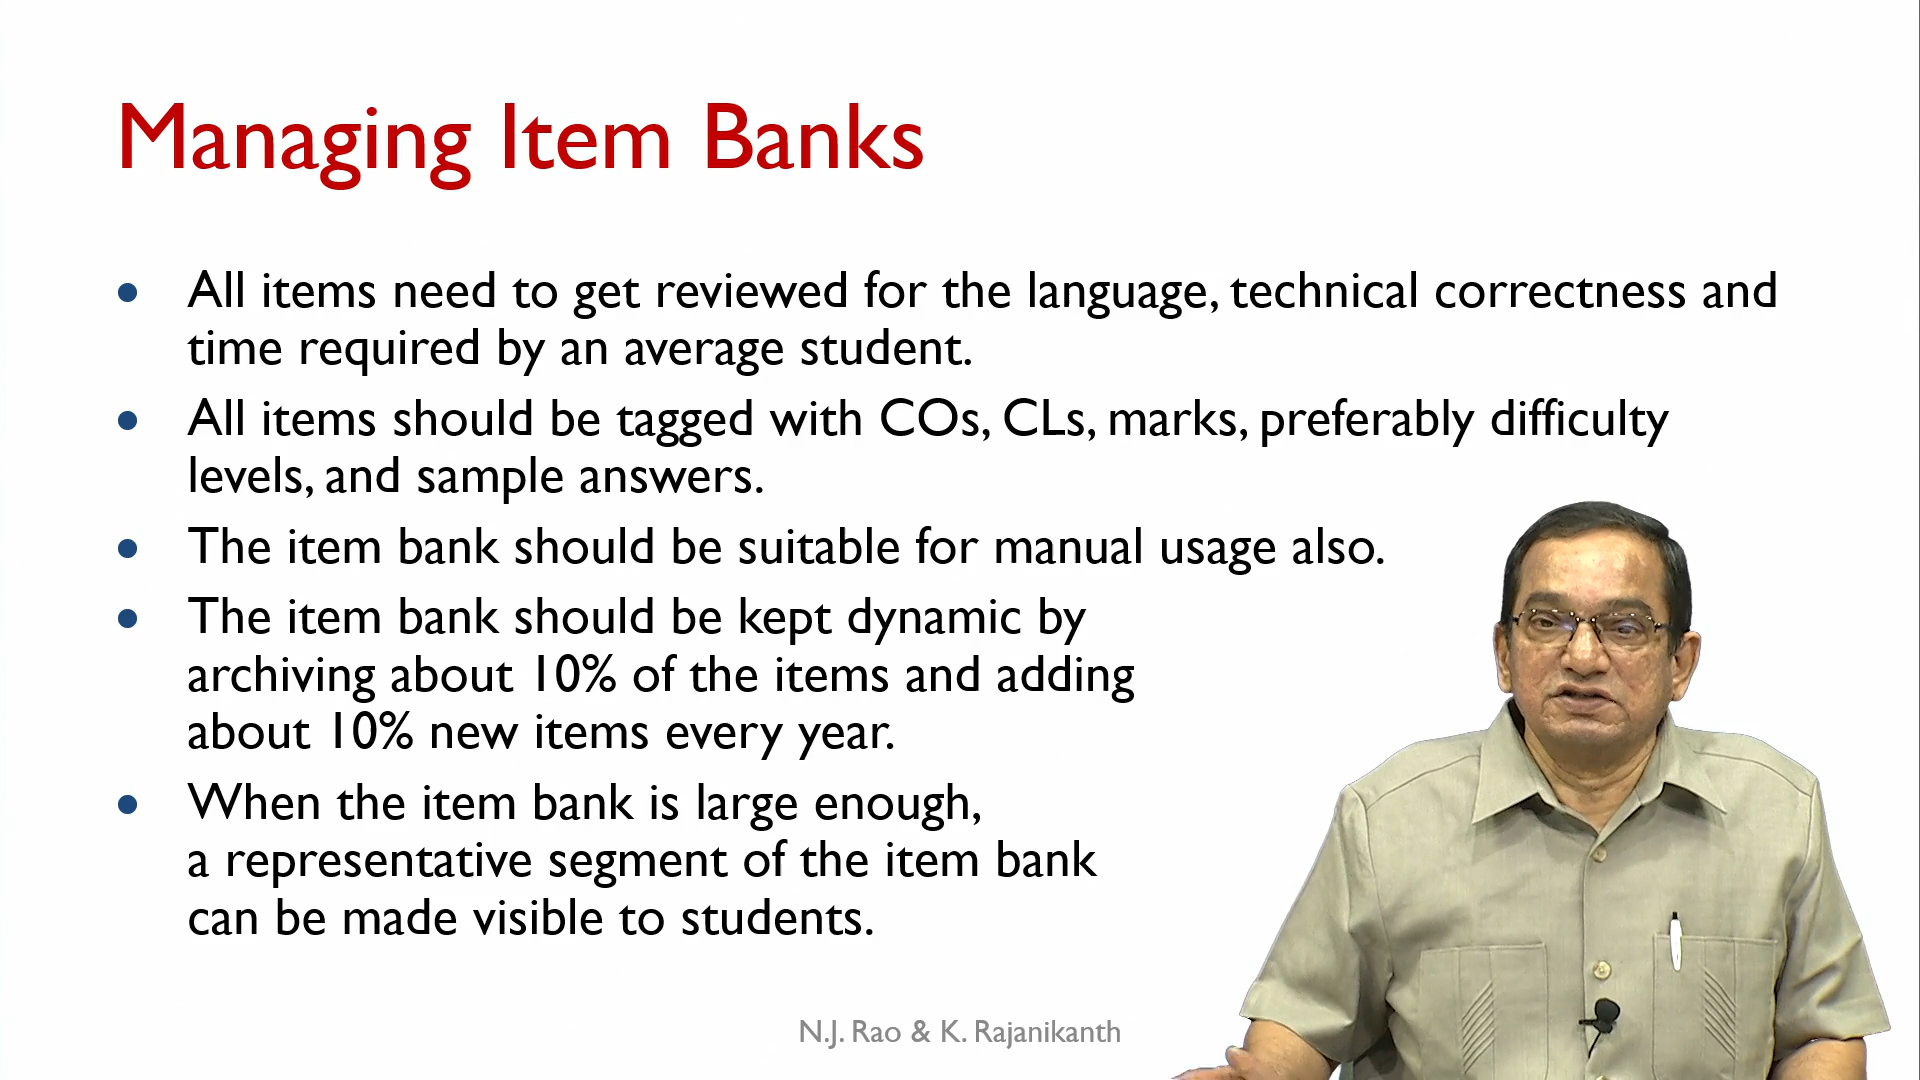 Managing Item Banks
• All items need to get reviewed for the language, technical correctness and
time required by an average student.
• All items should be tagged with COs, CLs, marks, preferably difficulty
levels, and sample answers.
• The item bank should be suitable for manual usage also.
• The item bank should be kept dynamic by
archiving about 10% of the items and adding
about 10% new items every year.
• When the item bank is large enough,
a representative segment of the item bank
can be made visible to students.
N.J. Rao & K. Rajanikanth